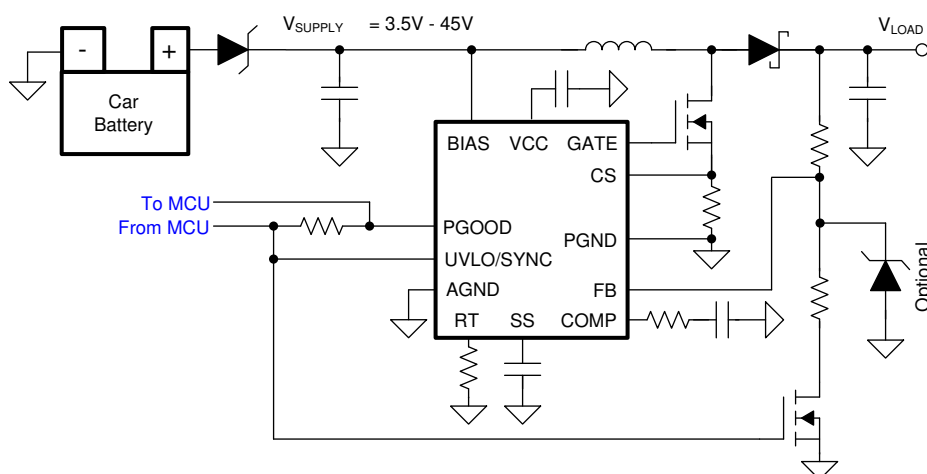 V_SUPPLY = 3.5V - 45V
V_LOAD
- +
Car
Battery
BIAS VCC GATE
CS
To MCU
From MCU
PGOOD
PGND
UVLO/SYNC
AGND
FB
RT SS COMP
Optional